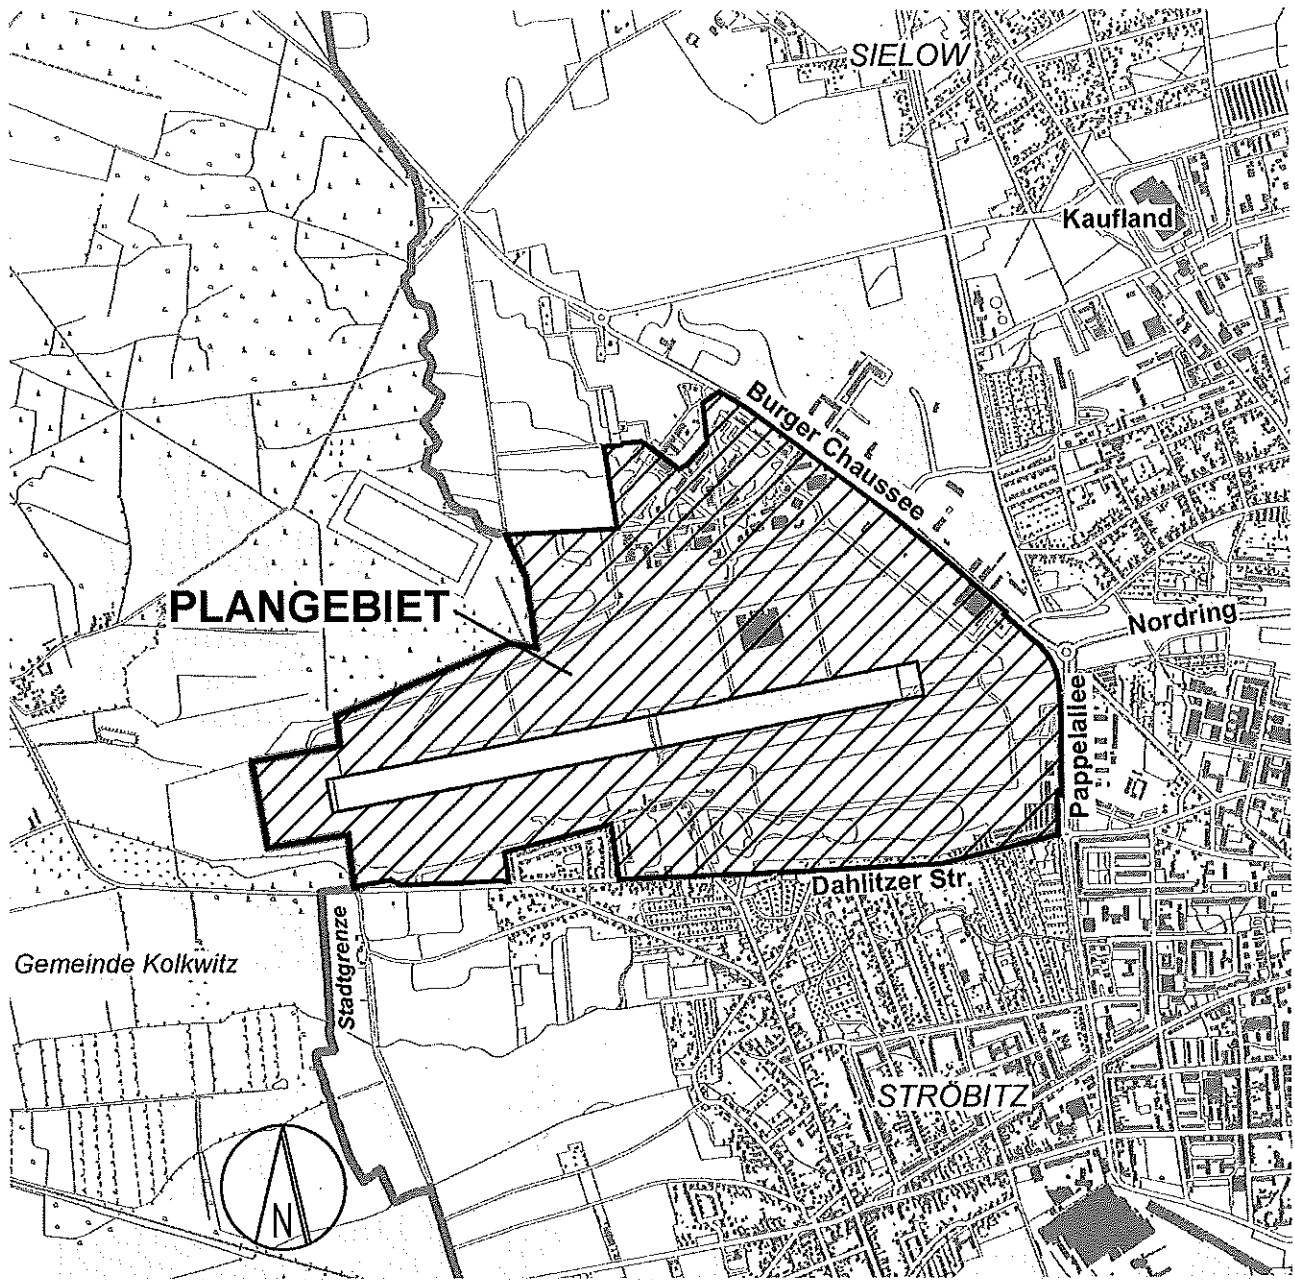 SIELOW
Kaufland
Burger Chaussee
PLANGEBIET
Nordring
Pappelallee
Dahlitzer Str
Stadtgrenze
Gemeinde Kolkwitz
STRÖBITZ
N